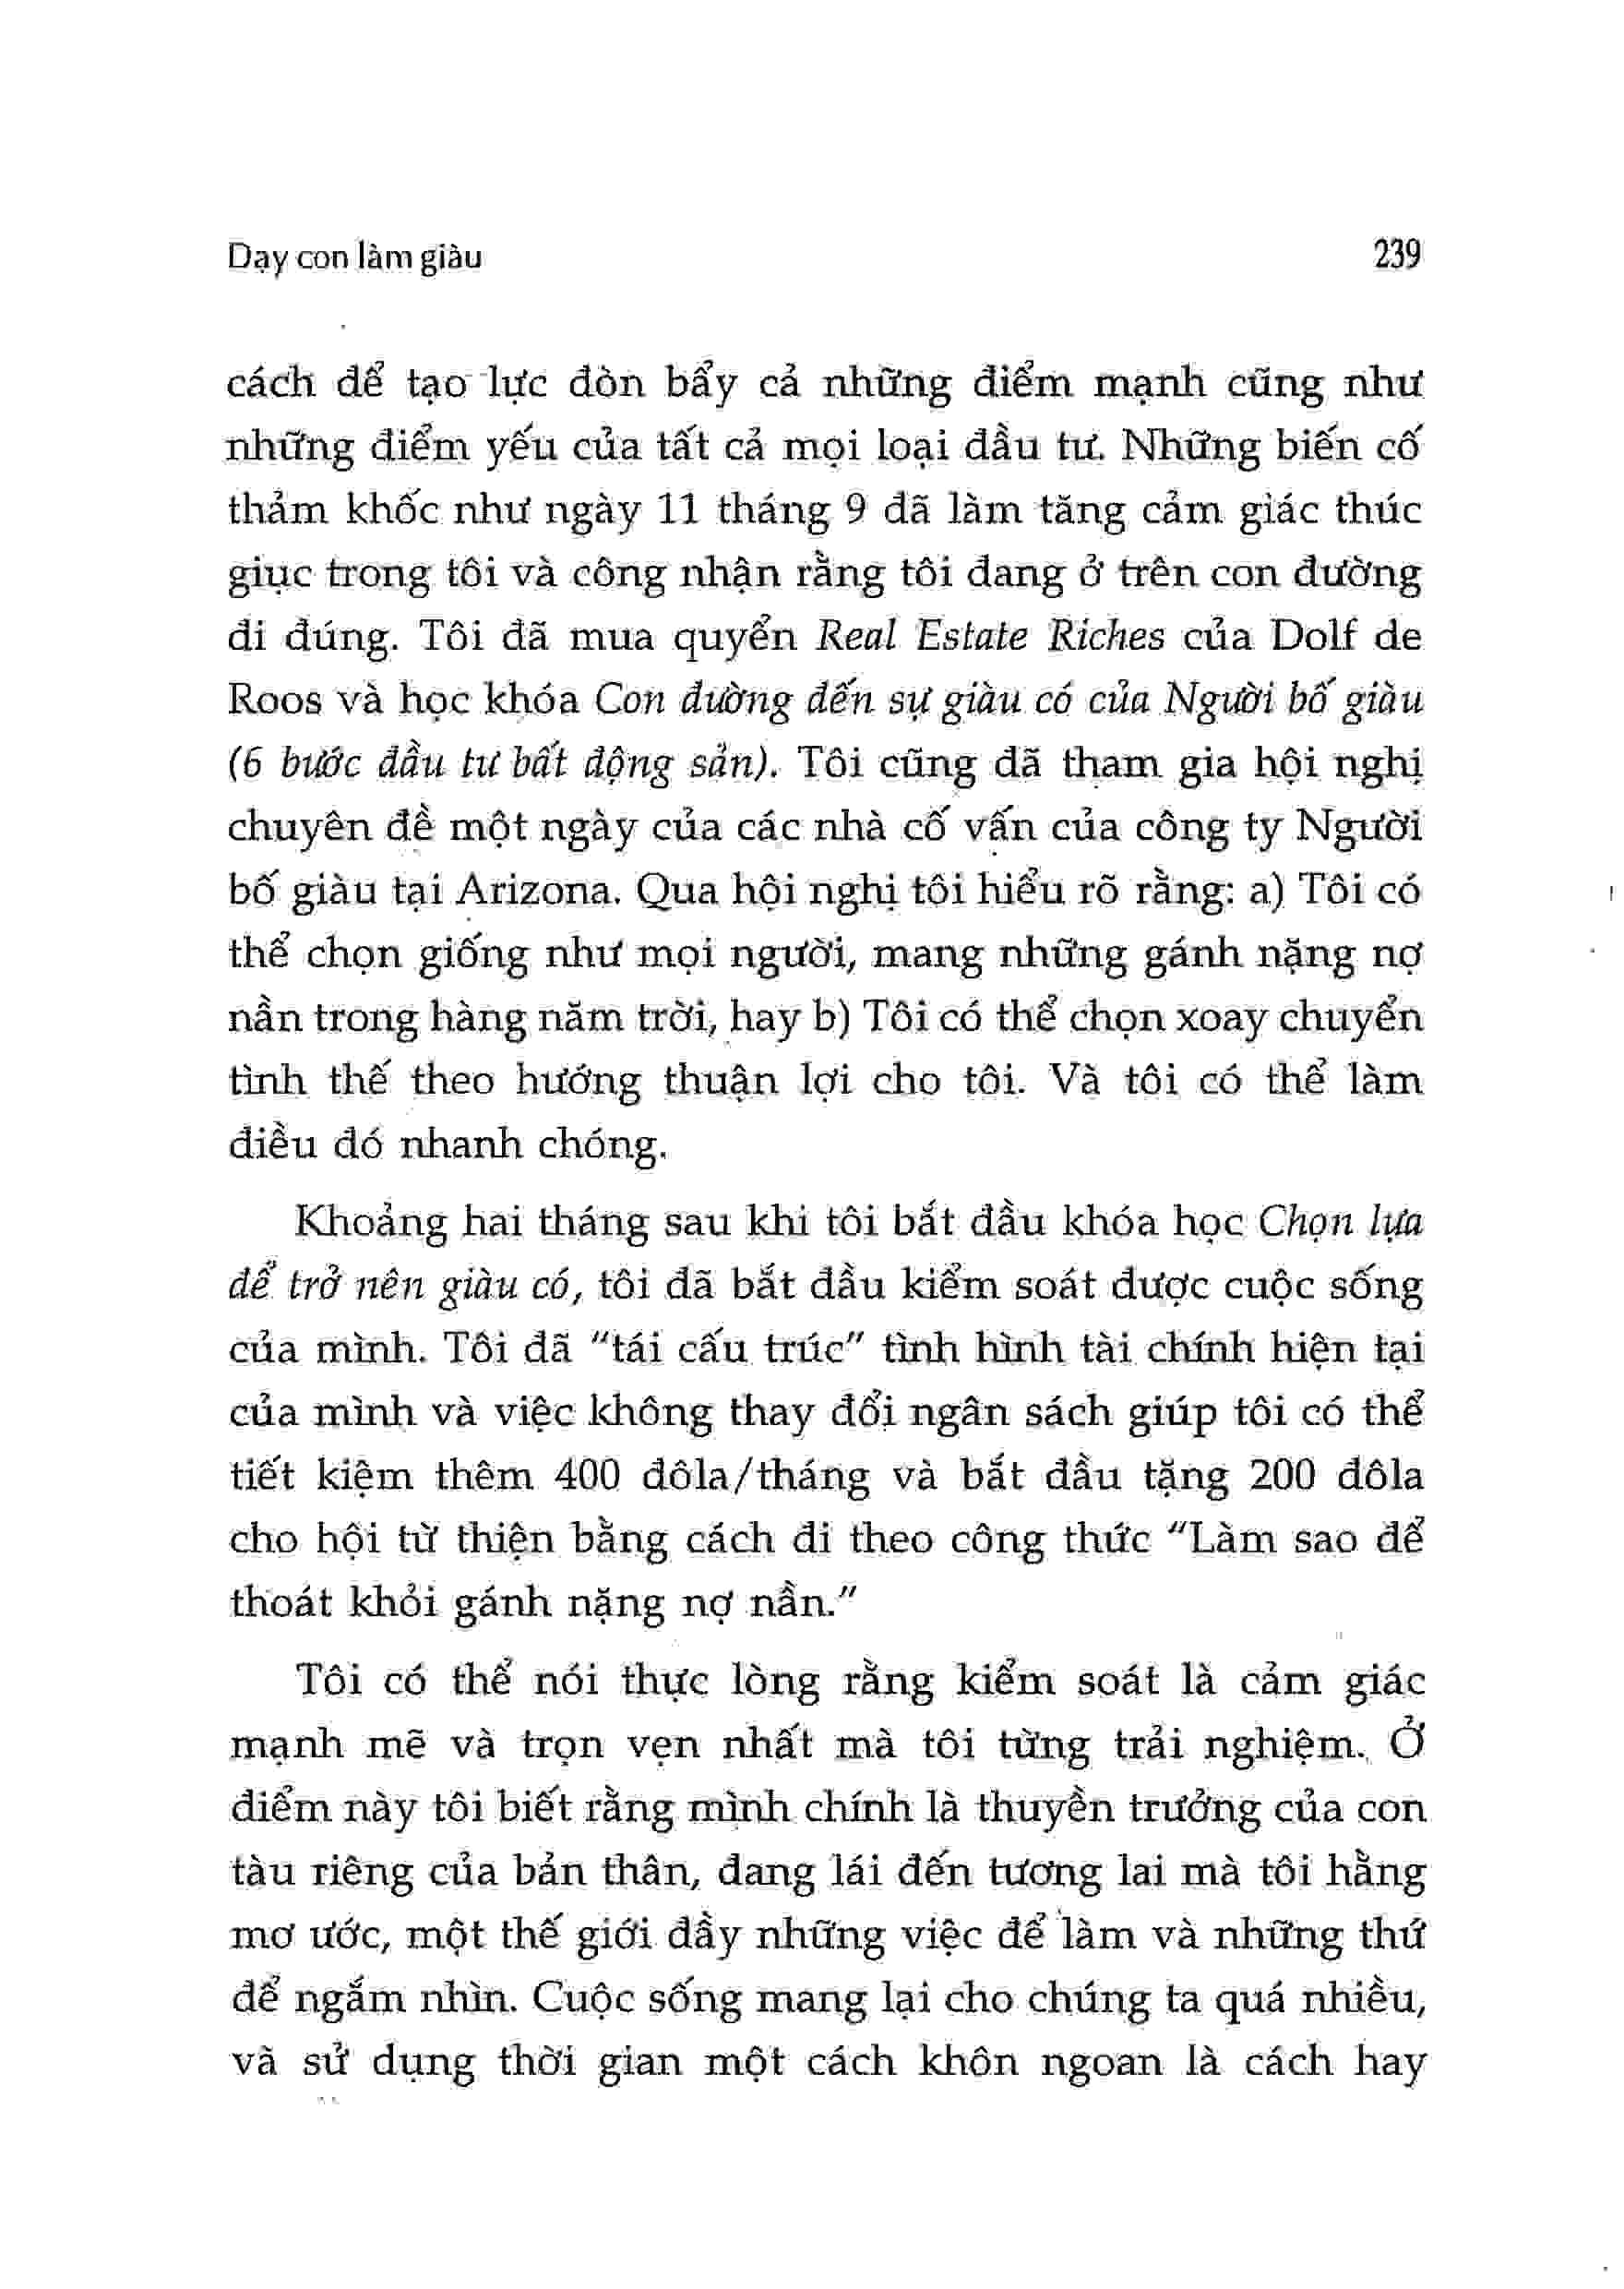 Dạy con làm giàu 239
cách để tạo lực đòn bẩy cả những điểm mạnh cũng như
những điểm yếu của tất cả mọi loại đầu tư. Những biến cố
thảm khốc như ngày 11 tháng 9 đã làm tăng cảm giác thúc
giục trong tôi và công nhận rằng tôi đang ở trên con đường
đi đúng. Tôi đã mua quyển Real Estate Riches của Dolf de
Roos và học khóa Con đường đến sự giàu có của Người bố giàu
(6 bước đầu tư bất động sản). Tôi cũng đã tham gia hội nghị
chuyên đề một ngày của các nhà cố vấn của công ty Người
bố giàu tại Arizona. Qua hội nghị tôi hiểu rõ rằng: a) Tôi có
thể chọn giống như mọi người, mang những gánh nặng nợ
nần trong hàng năm trời, hay b) Tôi có thể chọn xoay chuyển
tình thế theo hướng thuận lợi cho tôi. Và tôi có thể làm
điều đó nhanh chóng.
Khoảng hai tháng sau khi tôi bắt đầu khóa học Chọn lựa
để trở nên giàu có, tôi đã bắt đầu kiểm soát được cuộc sống
của mình. Tôi đã “tái cấu trúc” tình hình tài chính hiện tại
của mình và việc không thay đổi ngân sách giúp tôi có thể
tiết kiệm thêm 400 đôla/tháng và bắt đầu tặng 200 đôla
cho hội từ thiện bằng cách đi theo công thức “Làm sao để
thoát khỏi gánh nặng nợ nần.”
Tôi có thể nói thực lòng rằng kiểm soát là cảm giác
mạnh mẽ và trọn vẹn nhất mà tôi từng trải nghiệm. Ở
điểm này tôi biết rằng mình chính là thuyền trưởng của con
tàu riêng của bản thân, đang lái đến tương lai mà tôi hằng
mơ ước, một thế giới đầy những việc để làm và những thứ
để ngắm nhìn. Cuộc sống mang lại cho chúng ta quá nhiều,
và sử dụng thời gian một cách khôn ngoan là cách hay